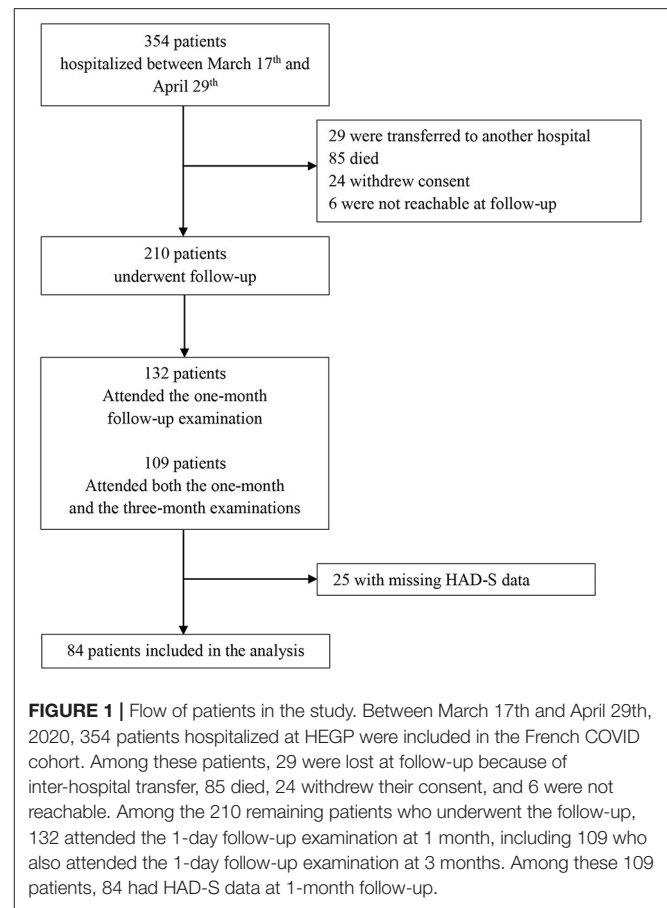 354 patients
hospitalized between March 17th and
April 29th
29 were transferred to another hospital
85 died
24 withdrew consent
6 were not reachable at follow-up
210 patients
underwent follow-up
132 patients
Attended the one-month
follow-up examination
109 patients
Attended both the one-month
and the three-month examinations
25 with missing HAD-S data
84 patients included in the analysis
FIGURE 1 | Flow of patients in the study. Between March 17th and April 29th,
2020, 354 patients hospitalized at HEGP were included in the French COVID
cohort. Among these patients, 29 were lost at follow-up because of
inter-hospital transfer, 85 died, 24 withdrew their consent, and 6 were not
reachable. Among the 210 remaining patients who underwent the follow-up,
132 attended the 1-day follow-up examination at 1 month, including 109 who
also attended the 1-day follow-up examination at 3 months. Among these 109
patients, 84 had HAD-S data at 1-month follow-up.